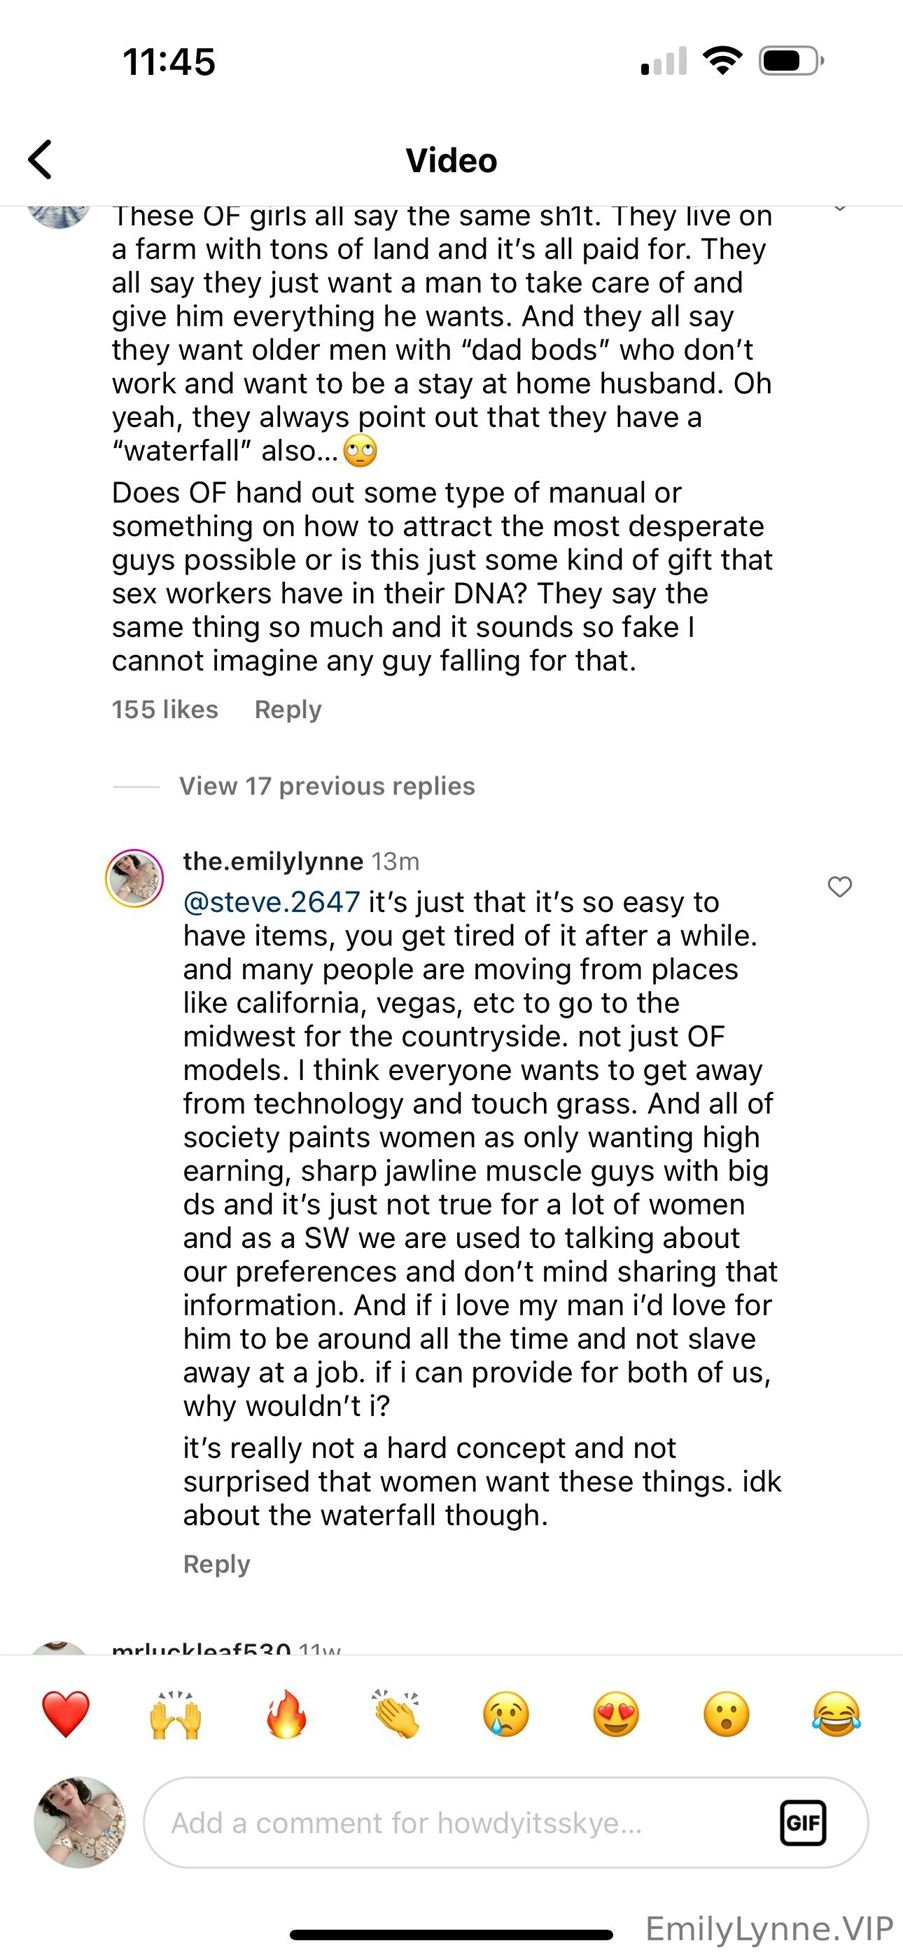 11:45
Video
These OF girls all say the same sh1t. They live on
a farm with tons of land and it’s all paid for. They
all say they just want a man to take care of and
give him everything he wants. And they all say
they want older men with “dad bods” who don’t
work and want to be a stay at home husband. Oh
yeah, they always point out that they have a
“waterfall” also...🙄
Does OF hand out some type of manual or
something on how to attract the most desperate
guys possible or is this just some kind of gift that
sex workers have in their DNA? They say the
same thing so much and it sounds so fake I
cannot imagine any guy falling for that.
155 likes Reply
View 17 previous replies
the.emilylynne 13m
@steve.2647 it’s just that it’s so easy to
have items, you get tired of it after a while.
and many people are moving from places
like california, vegas, etc to go to the
midwest for the countryside. not just OF
models. I think everyone wants to get away
from technology and touch grass. And all of
society paints women as only wanting high
earning, sharp jawline muscle guys with big
ds and it’s just not true for a lot of women
and as a SW we are used to talking about
our preferences and don’t mind sharing that
information. And if i love my man i’d love for
him to be around all the time and not slave
away at a job. if i can provide for both of us,
why wouldn’t i?
it’s really not a hard concept and not
surprised that women want these things. idk
about the waterfall though.
Reply
mrluckleaf530 11w
Add a comment for howdyitsskye...
GIF
EmilyLynne.VIP